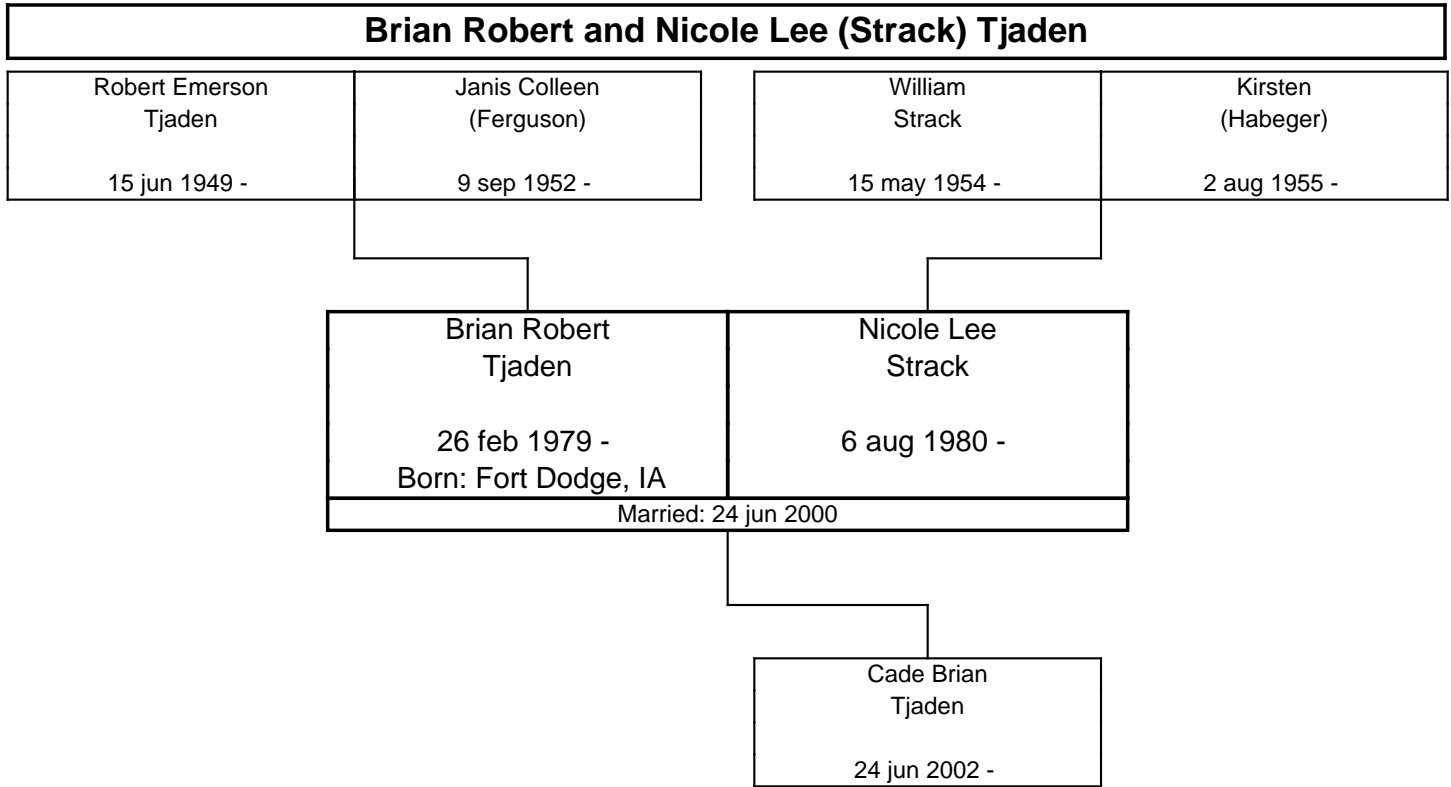 Brian Robert and Nicole Lee (Strack) Tjaden
Robert Emerson
Tjaden
15 jun 1949 -
Janis Colleen
(Ferguson)
9 sep 1952 -
William
Strack
15 may 1954 -
Kirsten
(Habeger)
2 aug 1955 -
Brian Robert
Tjaden
26 feb 1979 -
Born: Fort Dodge, IA
Nicole Lee
Strack
6 aug 1980 -
Married: 24 jun 2000
Cade Brian
Tjaden
24 jun 2002 -